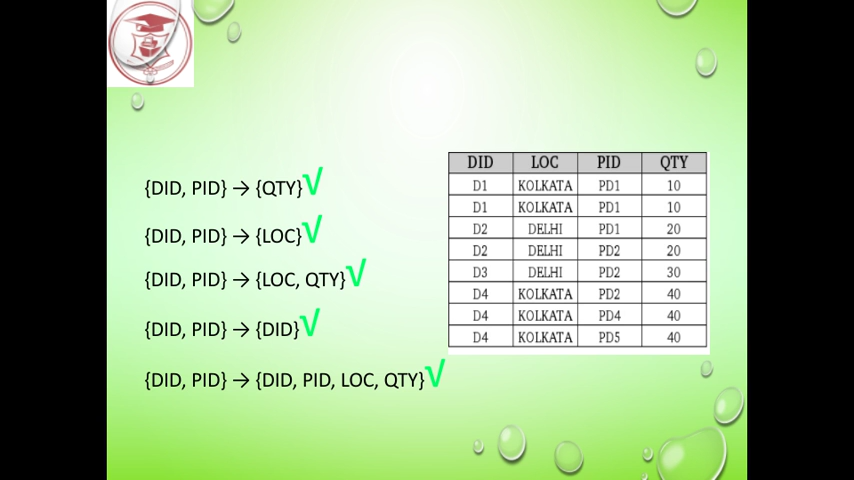 {DID, PID} → {QTY}√
{DID, PID} → {LOC}√
{DID, PID} → {LOC, QTY}√
{DID, PID} → {DID}√
{DID, PID} → {DID, PID, LOC, QTY}√
DID LOC PID QTY
D1 KOLKATA PD1 10
D1 KOLKATA PD1 10
D2 DELHI PD1 20
D2 DELHI PD2 20
D3 DELHI PD2 30
D4 KOLKATA PD2 40
D4 KOLKATA PD4 40
D4 KOLKATA PD5 40